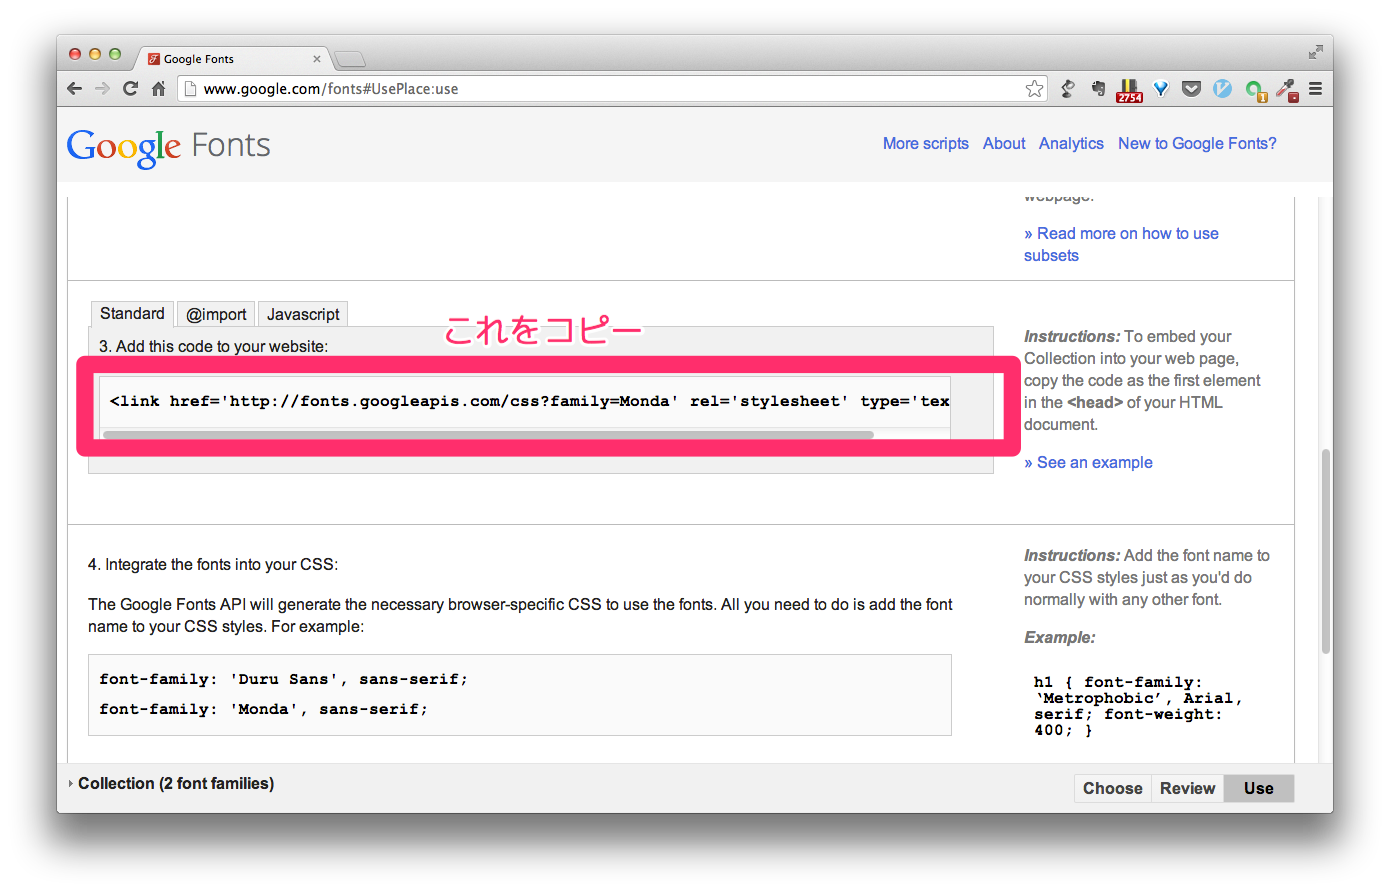 Google Fonts
www.google.com/fonts#UsePlace:use
2754
1
Google Fonts
More scripts About Analytics New to Google Fonts?
webpage.
» Read more on how to use
subsets
Standard @import Javascript
これをコピー
3. Add this code to your website:
<link href='http://fonts.googleapis.com/css?family=Monda' rel='stylesheet' type='tex
Instructions: To embed your
Collection into your web page,
copy the code as the first element
in the <head> of your HTML
document.
» See an example
4. Integrate the fonts into your CSS:
The Google Fonts API will generate the necessary browser-specific CSS to use the fonts. All you need to do is add the font
name to your CSS styles. For example:
font-family: 'Duru Sans', sans-serif;
font-family: 'Monda', sans-serif;
Instructions: Add the font name to
your CSS styles just as you'd do
normally with any other font.
Example:
h1 { font-family:
‘Metrophobic’, Arial,
serif; font-weight:
400; }
Collection (2 font families)
Choose Review Use